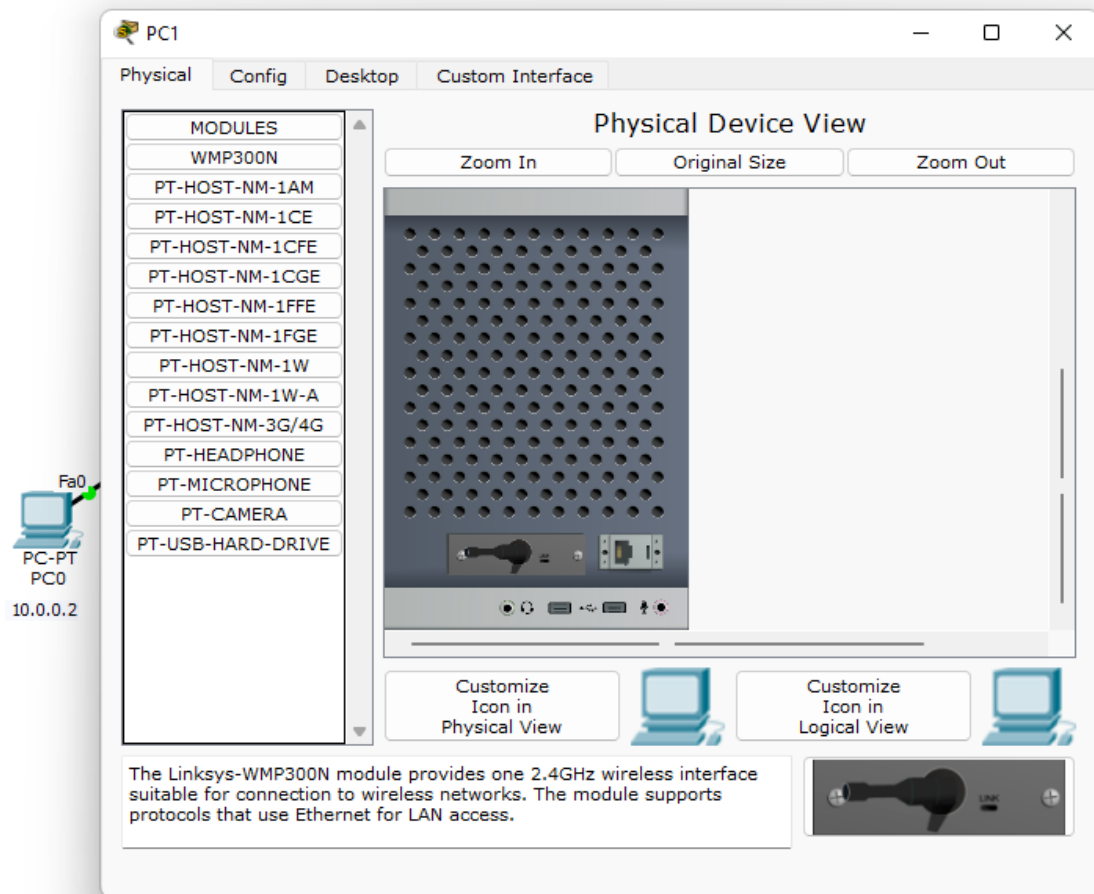 PC1
Physical Config Desktop Custom Interface
MODULES
WMP300N
PT-HOST-NM-1AM
PT-HOST-NM-1CE
PT-HOST-NM-1CFE
PT-HOST-NM-1CGE
PT-HOST-NM-1FFE
PT-HOST-NM-1FGE
PT-HOST-NM-1W
PT-HOST-NM-1W-A
PT-HOST-NM-3G/4G
PT-HEADPHONE
PT-MICROPHONE
PT-CAMERA
PT-USB-HARD-DRIVE
Physical Device View
Zoom In Original Size Zoom Out
Customize
Icon in
Physical View
Customize
Icon in
Logical View
The Linksys-WMP300N module provides one 2.4GHz wireless interface
suitable for connection to wireless networks. The module supports
protocols that use Ethernet for LAN access.
LINK
Fa0
PC-PT
PC0
10.0.0.2